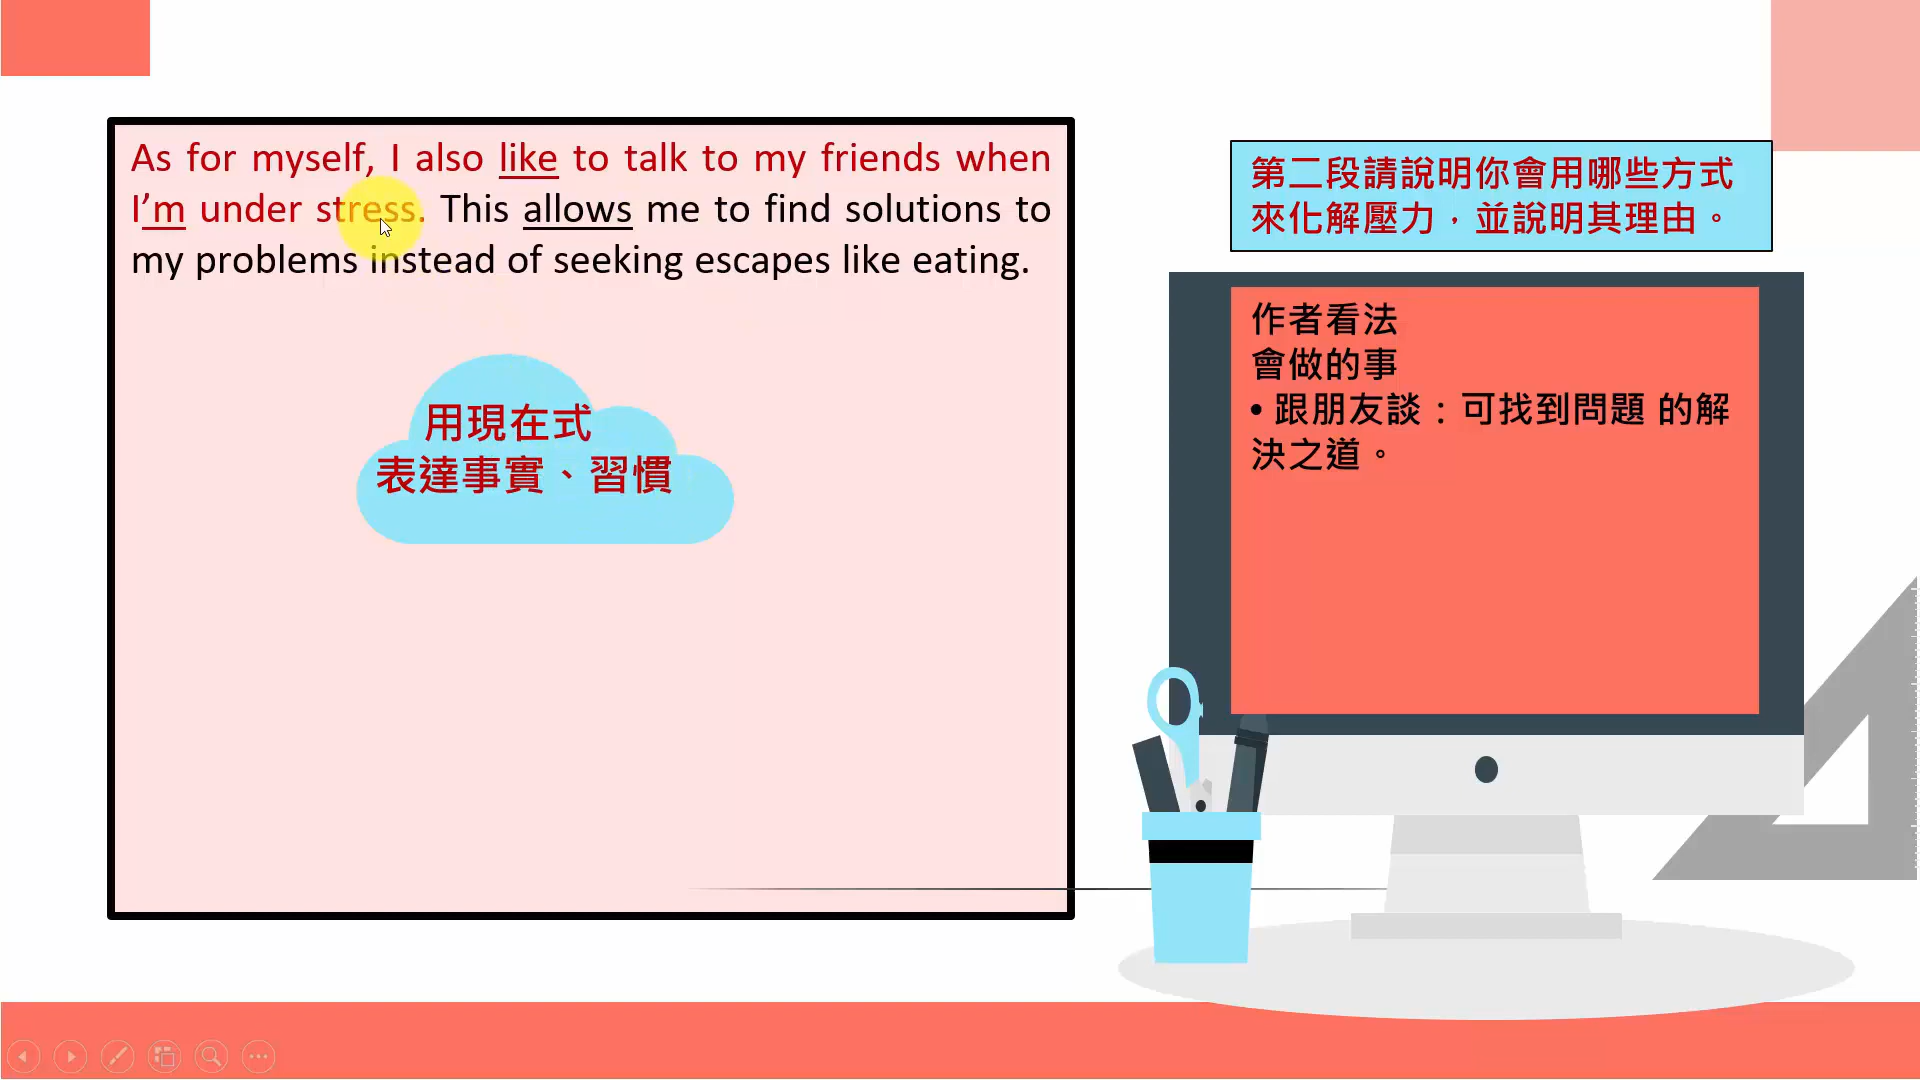 As for myself, I also like to talk to my friends when
I'm under stress. This allows me to find solutions to
my problems instead of seeking escapes like eating.
用現在式
表達事實、習慣
第二段請說明你會用哪些方式
來化解壓力，並說明其理由。
作者看法
會做的事
• 跟朋友談：可找到問題 的解
決之道。